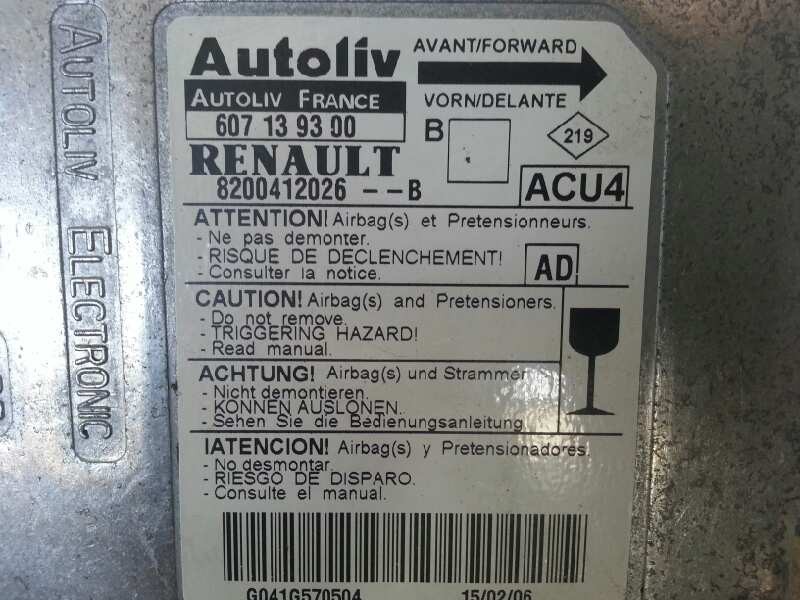 AUTOLIV ELECTRONIC
Autoliv
AVANT/FORWARD
AUTOLIV FRANCE
VORN/DELANTE
607 13 93 00
B
219
RENAULT
8200412026 --B
ACU4
ATTENTION! Airbag(s) et Pretensionneurs.
- Ne pas demonter.
- RISQUE DE DECLENCHEMENT!
- Consulter la notice.
AD
CAUTION! Airbag(s) and Pretensioners.
- Do not remove.
- TRIGGERING HAZARD!
- Read manual.
ACHTUNG! Airbag(s) und Strammer
- Nicht demontieren.
- KONNEN AUSLONEN.
- Sehen Sie die Bedienungsanleitung.
IATENCION! Airbag(s) y Pretensionadores.
- No desmontar.
- RIESGO DE DISPARO.
- Consulte el manual.
G041G570504 15/02/06